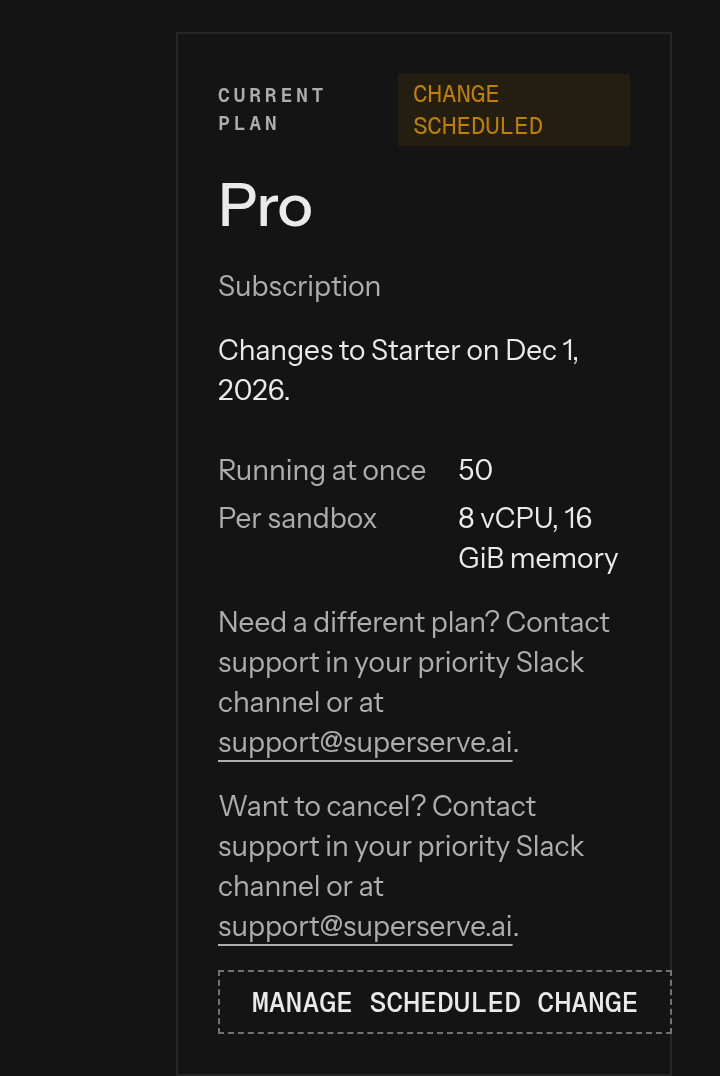 CURRENT
PLAN
CHANGE
SCHEDULED
Pro
Subscription
Changes to Starter on Dec 1,
2026.
Running at once 50
Per sandbox 8 vCPU, 16
GiB memory
Need a different plan? Contact
support in your priority Slack
channel or at
support@superserve.ai.
Want to cancel? Contact
support in your priority Slack
channel or at
support@superserve.ai.
MANAGE SCHEDULED CHANGE